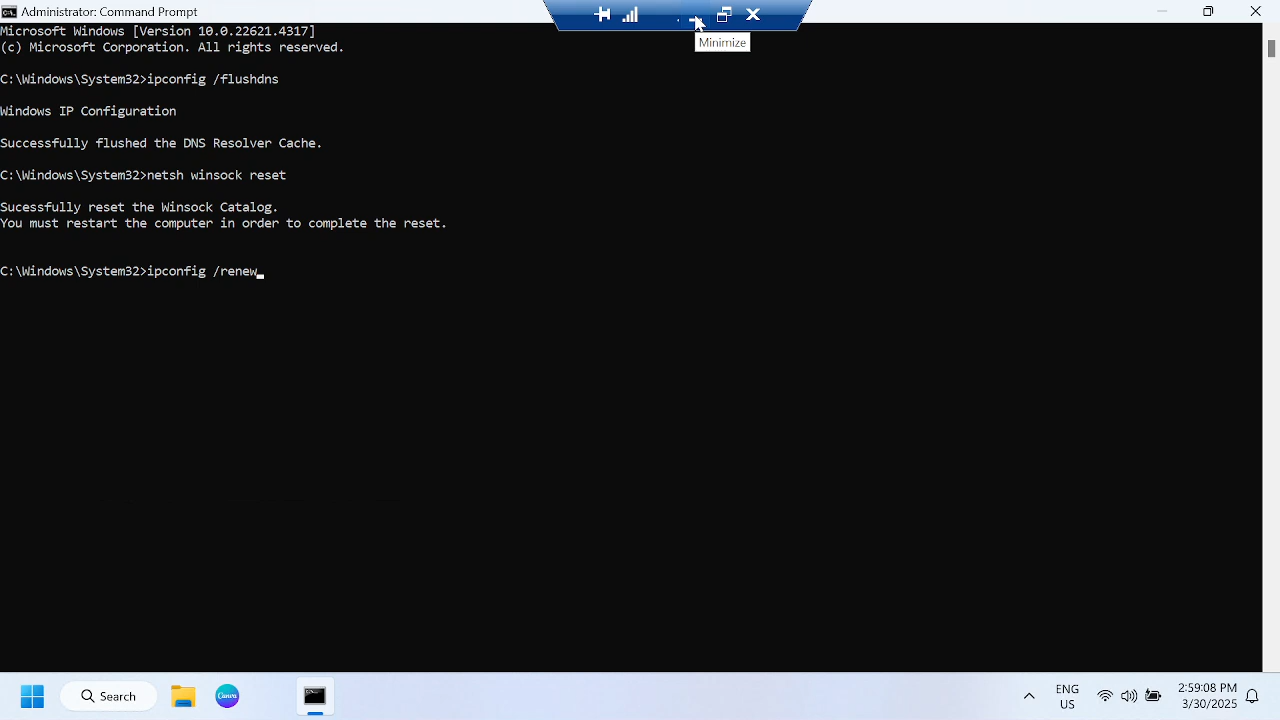 Administrator: Command Prompt
Minimize
Microsoft Windows [Version 10.0.22621.4317]
(c) Microsoft Corporation. All rights reserved.
C:\Windows\System32>ipconfig /flushdns
Windows IP Configuration
Successfully flushed the DNS Resolver Cache.
C:\Windows\System32>netsh winsock reset
Sucessfully reset the Winsock Catalog.
You must restart the computer in order to complete the reset.
C:\Windows\System32>ipconfig /renew
Search
Canva
ENG
US
2:59:08 PM
3/30/2025